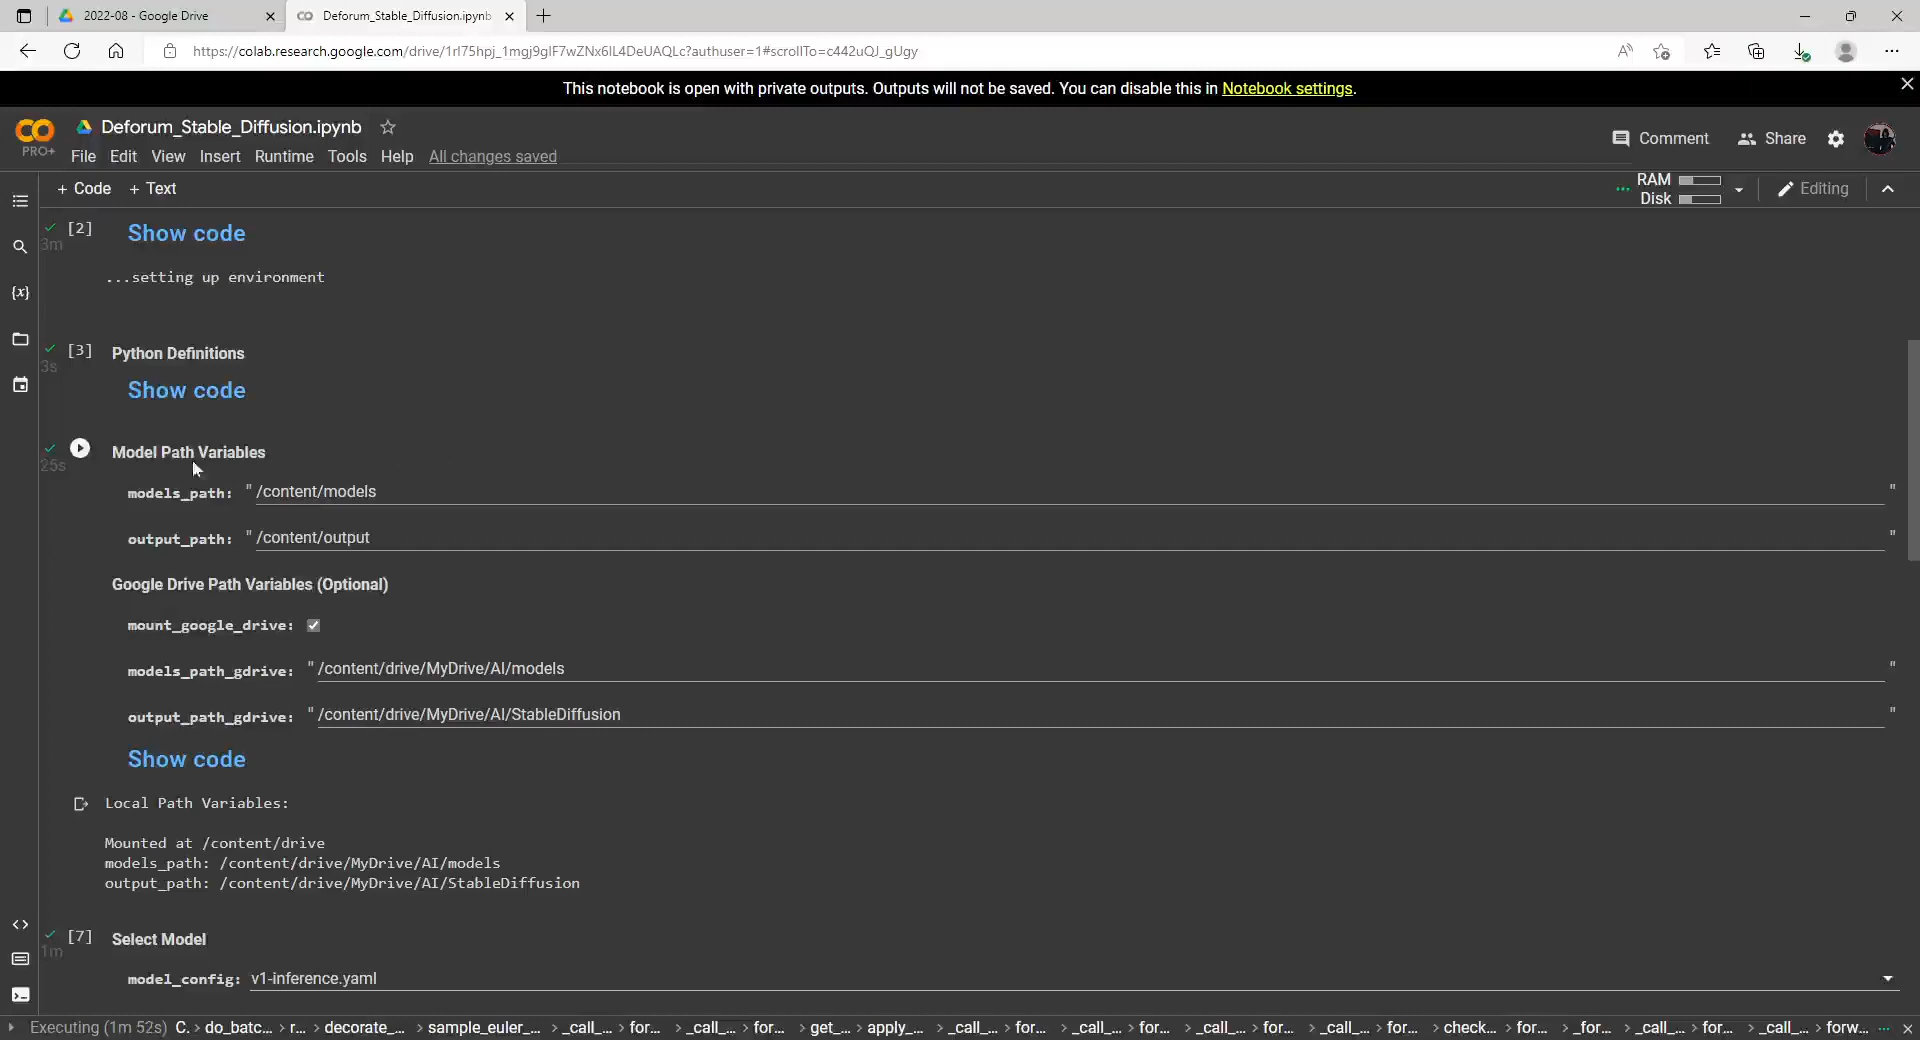 2022-08 - Google Drive
Deforum_Stable_Diffusion.ipynb
https://colab.research.google.com/drive/1rl75hpj_1mgj9glF7wZNx6lL4DeUAQLc?authuser=1#scrollTo=c442uQJ_gUgy
This notebook is open with private outputs. Outputs will not be saved. You can disable this in Notebook settings.
CO
PRO+
Deforum_Stable_Diffusion.ipynb
File Edit View Insert Runtime Tools Help All changes saved
Comment Share
+ Code + Text
RAM
Disk
Editing
[2] Show code
3m
...setting up environment
[3] Python Definitions
3s
Show code
Model Path Variables
25s
models_path: "/content/models"
output_path: "/content/output"
Google Drive Path Variables (Optional)
mount_google_drive:
models_path_gdrive: "/content/drive/MyDrive/AI/models"
output_path_gdrive: "/content/drive/MyDrive/AI/StableDiffusion"
Show code
Local Path Variables:
Mounted at /content/drive
models_path: /content/drive/MyDrive/AI/models
output_path: /content/drive/MyDrive/AI/StableDiffusion
[7] Select Model
1m
model_config: v1-inference.yaml
Executing (1m 52s) C. > do_batc... > r... > decorate_... > sample_euler_... > _call_... > for... > _call_... > for... > get_... > apply_... > _call_... > for... > _call_... > for... > _call_... > for... > _call_... > for... > check... > for... > _for... > _call_... > for... > _call_... > forw... ...